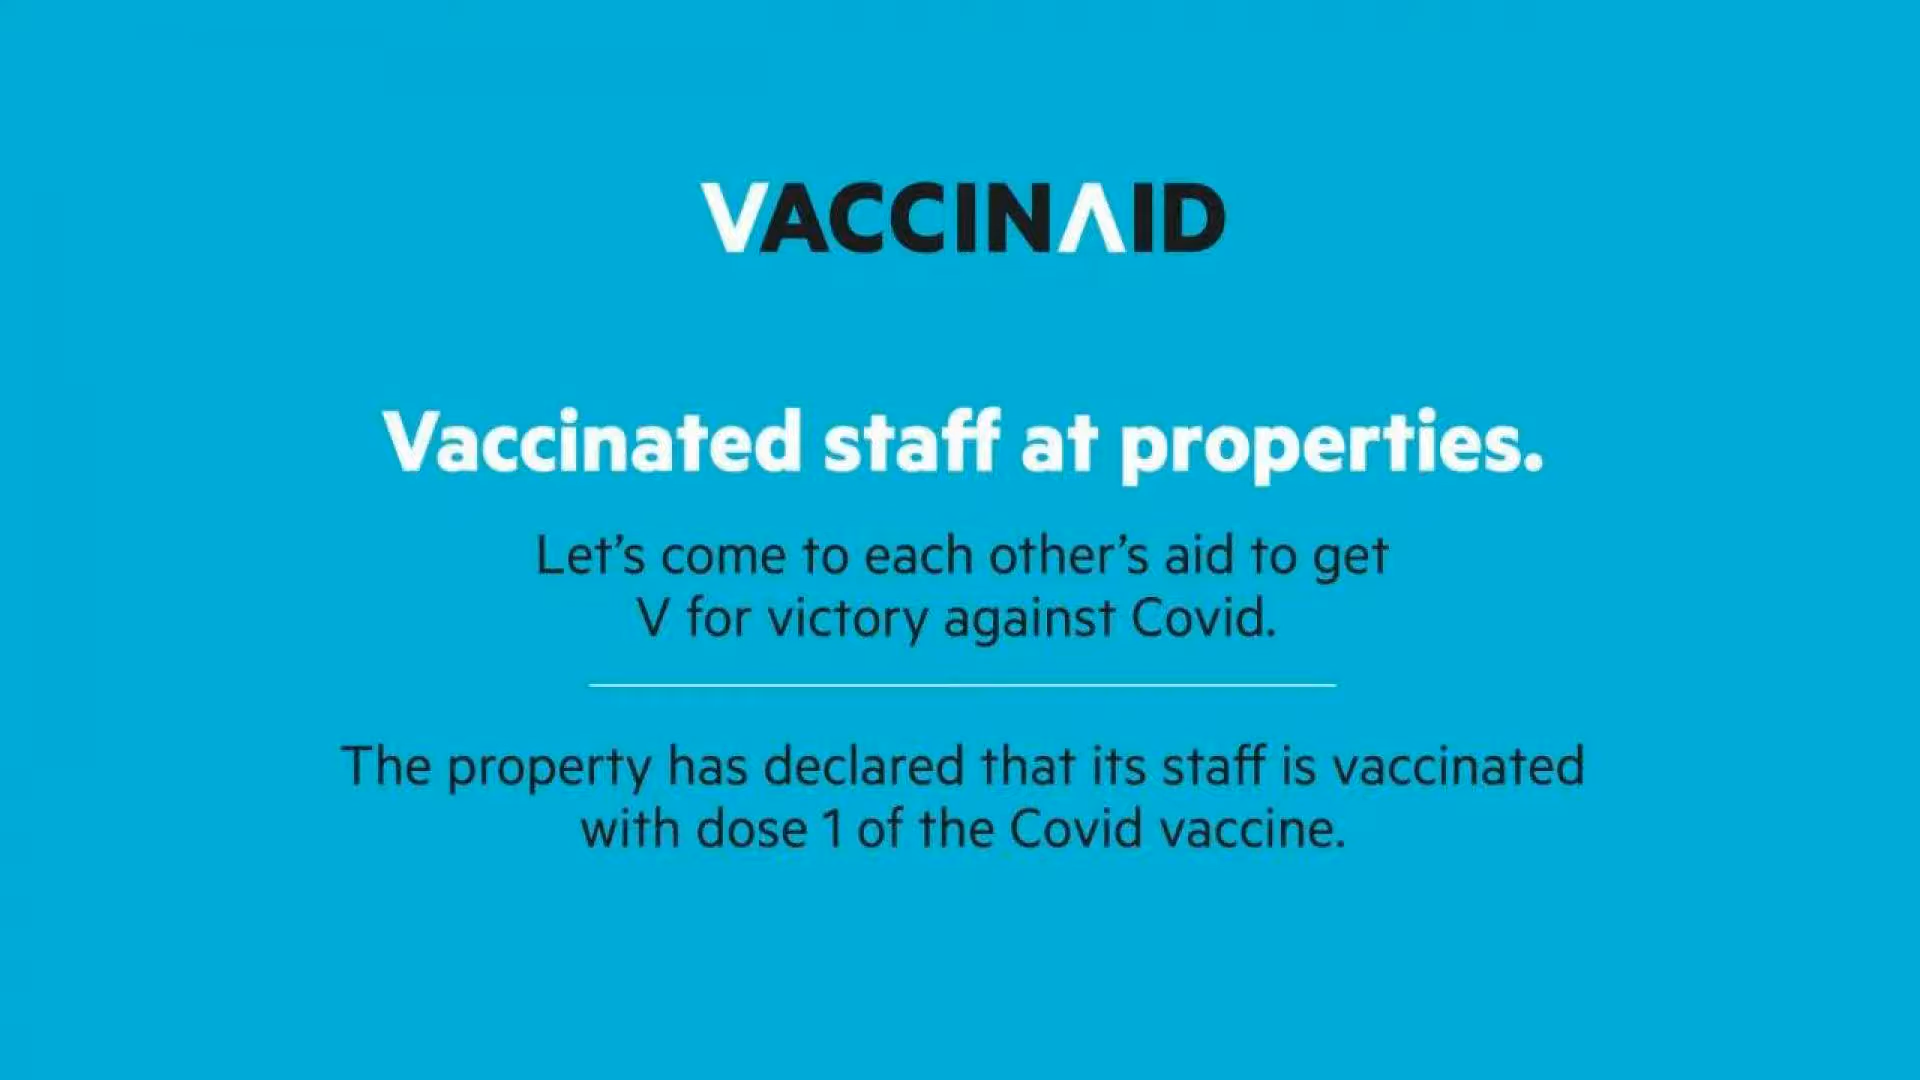 VACCINAID
Vaccinated staff at properties.
Let’s come to each other’s aid to get
V for victory against Covid.
The property has declared that its staff is vaccinated
with dose 1 of the Covid vaccine.